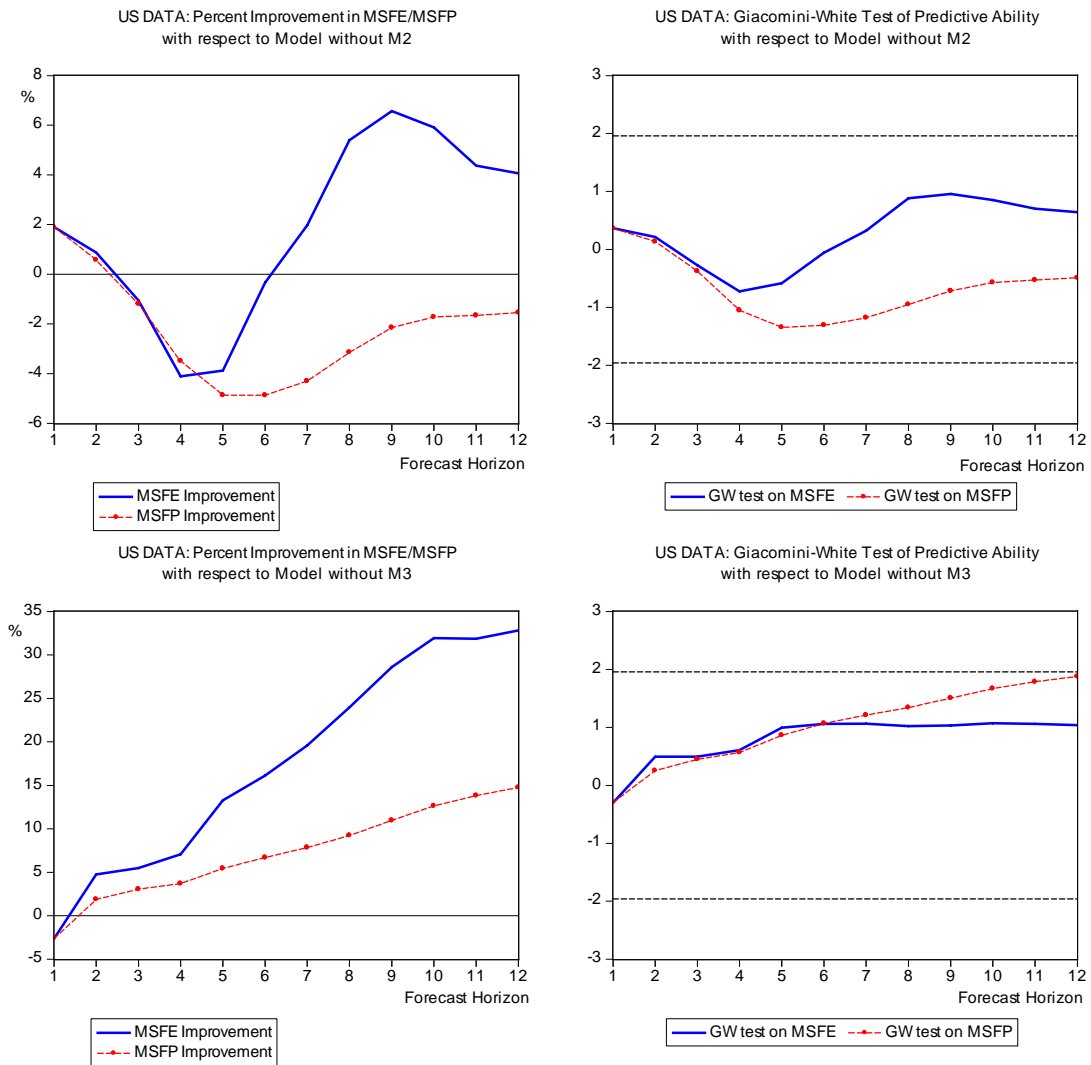 US DATA: Percent Improvement in MSFE/MSFP
with respect to Model without M2
8
%
6
4
2
0
-2
-4
-6
1 2 3 4 5 6 7 8 9 10 11 12
Forecast Horizon
MSFE Improvement
MSFP Improvement
US DATA: Giacomini-White Test of Predictive Ability
with respect to Model without M2
3
2
1
0
-1
-2
-3
1 2 3 4 5 6 7 8 9 10 11 12
Forecast Horizon
GW test on MSFE GW test on MSFP
US DATA: Percent Improvement in MSFE/MSFP
with respect to Model without M3
35
%
30
25
20
15
10
5
0
-5
1 2 3 4 5 6 7 8 9 10 11 12
Forecast Horizon
MSFE Improvement
MSFP Improvement
US DATA: Giacomini-White Test of Predictive Ability
with respect to Model without M3
3
2
1
0
-1
-2
-3
1 2 3 4 5 6 7 8 9 10 11 12
Forecast Horizon
GW test on MSFE GW test on MSFP